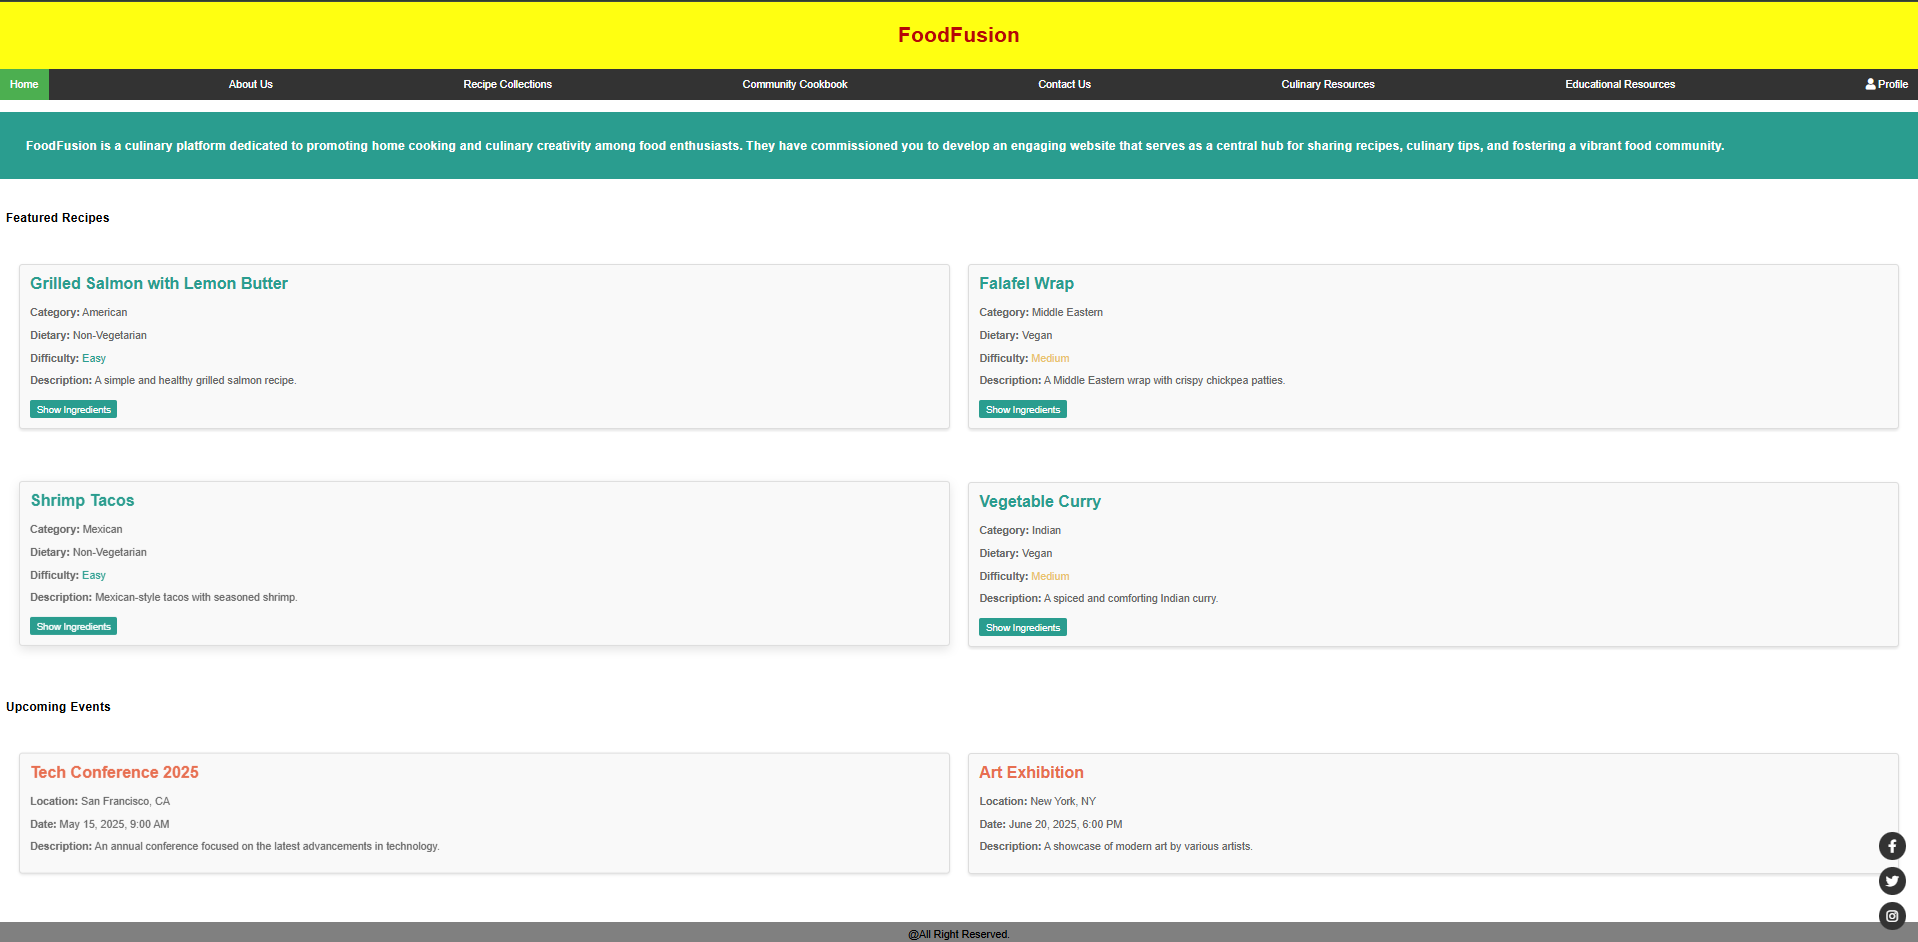 FoodFusion
Home About Us Recipe Collections Community Cookbook Contact Us Culinary Resources Educational Resources Profile
FoodFusion is a culinary platform dedicated to promoting home cooking and culinary creativity among food enthusiasts. They have commissioned you to develop an engaging website that serves as a central hub for sharing recipes, culinary tips, and fostering a vibrant food community.
Featured Recipes
Grilled Salmon with Lemon Butter
Category: American
Dietary: Non-Vegetarian
Difficulty: Easy
Description: A simple and healthy grilled salmon recipe.
Show Ingredients
Falafel Wrap
Category: Middle Eastern
Dietary: Vegan
Difficulty: Medium
Description: A Middle Eastern wrap with crispy chickpea patties.
Show Ingredients
Shrimp Tacos
Category: Mexican
Dietary: Non-Vegetarian
Difficulty: Easy
Description: Mexican-style tacos with seasoned shrimp.
Show Ingredients
Vegetable Curry
Category: Indian
Dietary: Vegan
Difficulty: Medium
Description: A spiced and comforting Indian curry.
Show Ingredients
Upcoming Events
Tech Conference 2025
Location: San Francisco, CA
Date: May 15, 2025, 9:00 AM
Description: An annual conference focused on the latest advancements in technology.
Art Exhibition
Location: New York, NY
Date: June 20, 2025, 6:00 PM
Description: A showcase of modern art by various artists.
@All Right Reserved.